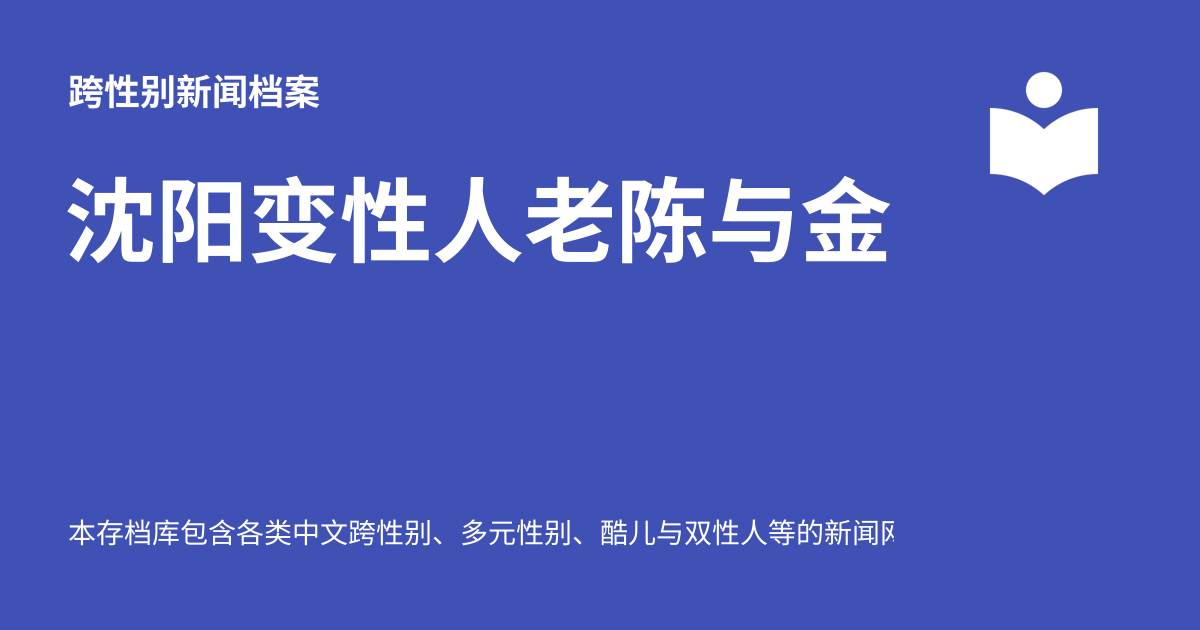 跨性别新闻档案
沈阳变性人老陈与金
本存档库包含各类中文跨性别、多元性别、酷儿与双性人等的新闻